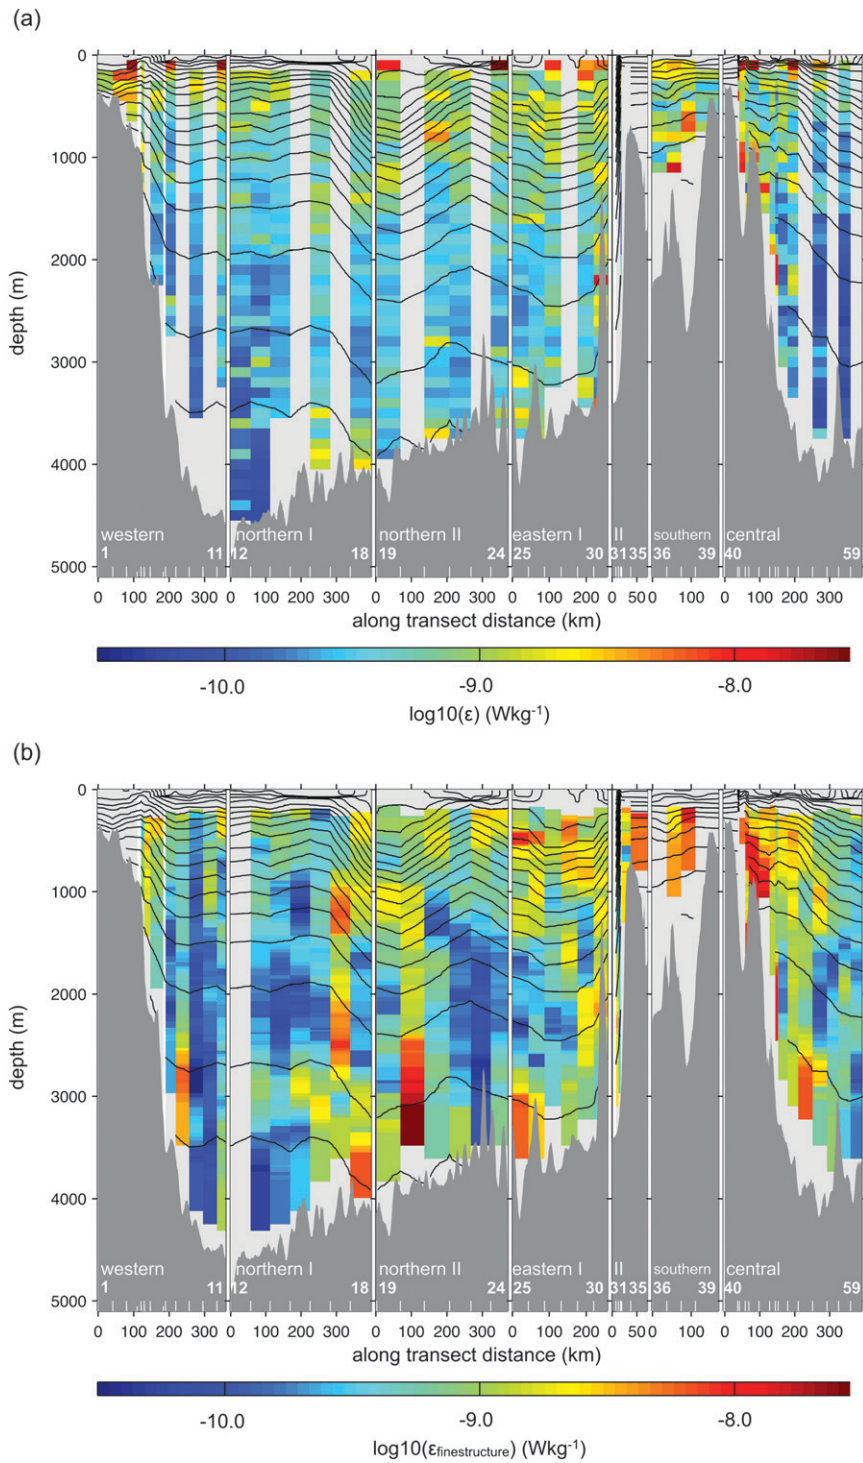 (a)
0
1000
2000
3000
4000
5000
depth (m)
western northern I northern II eastern I II southern central
1 11 12 18 19 24 25 30 31 35 36 39 40 59
0 100 200 300 0 100 200 300 0 100 200 300 0 100 200 0 50 0 100 0 100 200 300
along transect distance (km)
-10.0 -9.0 -8.0
log10(ε) (Wkg⁻¹)
(b)
0
1000
2000
3000
4000
5000
depth (m)
western northern I northern II eastern I II southern central
1 11 12 18 19 24 25 30 31 35 36 39 40 59
0 100 200 300 0 100 200 300 0 100 200 300 0 100 200 0 50 0 100 0 100 200 300
along transect distance (km)
-10.0 -9.0 -8.0
log10(εfinestructure) (Wkg⁻¹)